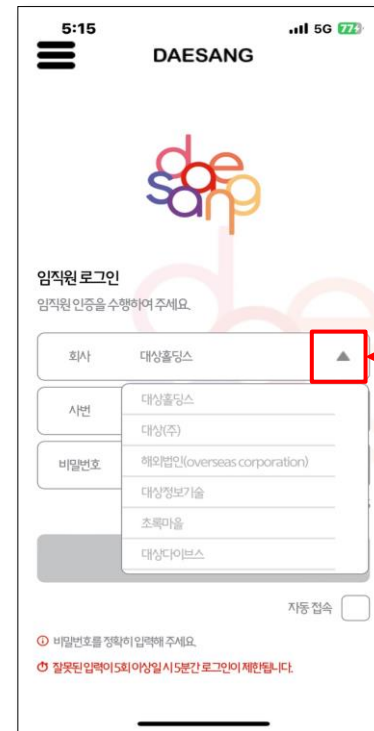 5:15
5G 77
DAESANG
dae
sang
임직원 로그인
임직원 인증을 수행하여 주세요.
회사 대상홀딩스
사번
비밀번호
대상홀딩스
대상(주)
해외법인(overseas corporation)
대상정보기술
초록마을
대상다이브스
자동 접속
비밀번호를 정확히 입력해 주세요.
잘못된 입력이 5회 이상일 시 5분간 로그인이 제한됩니다.